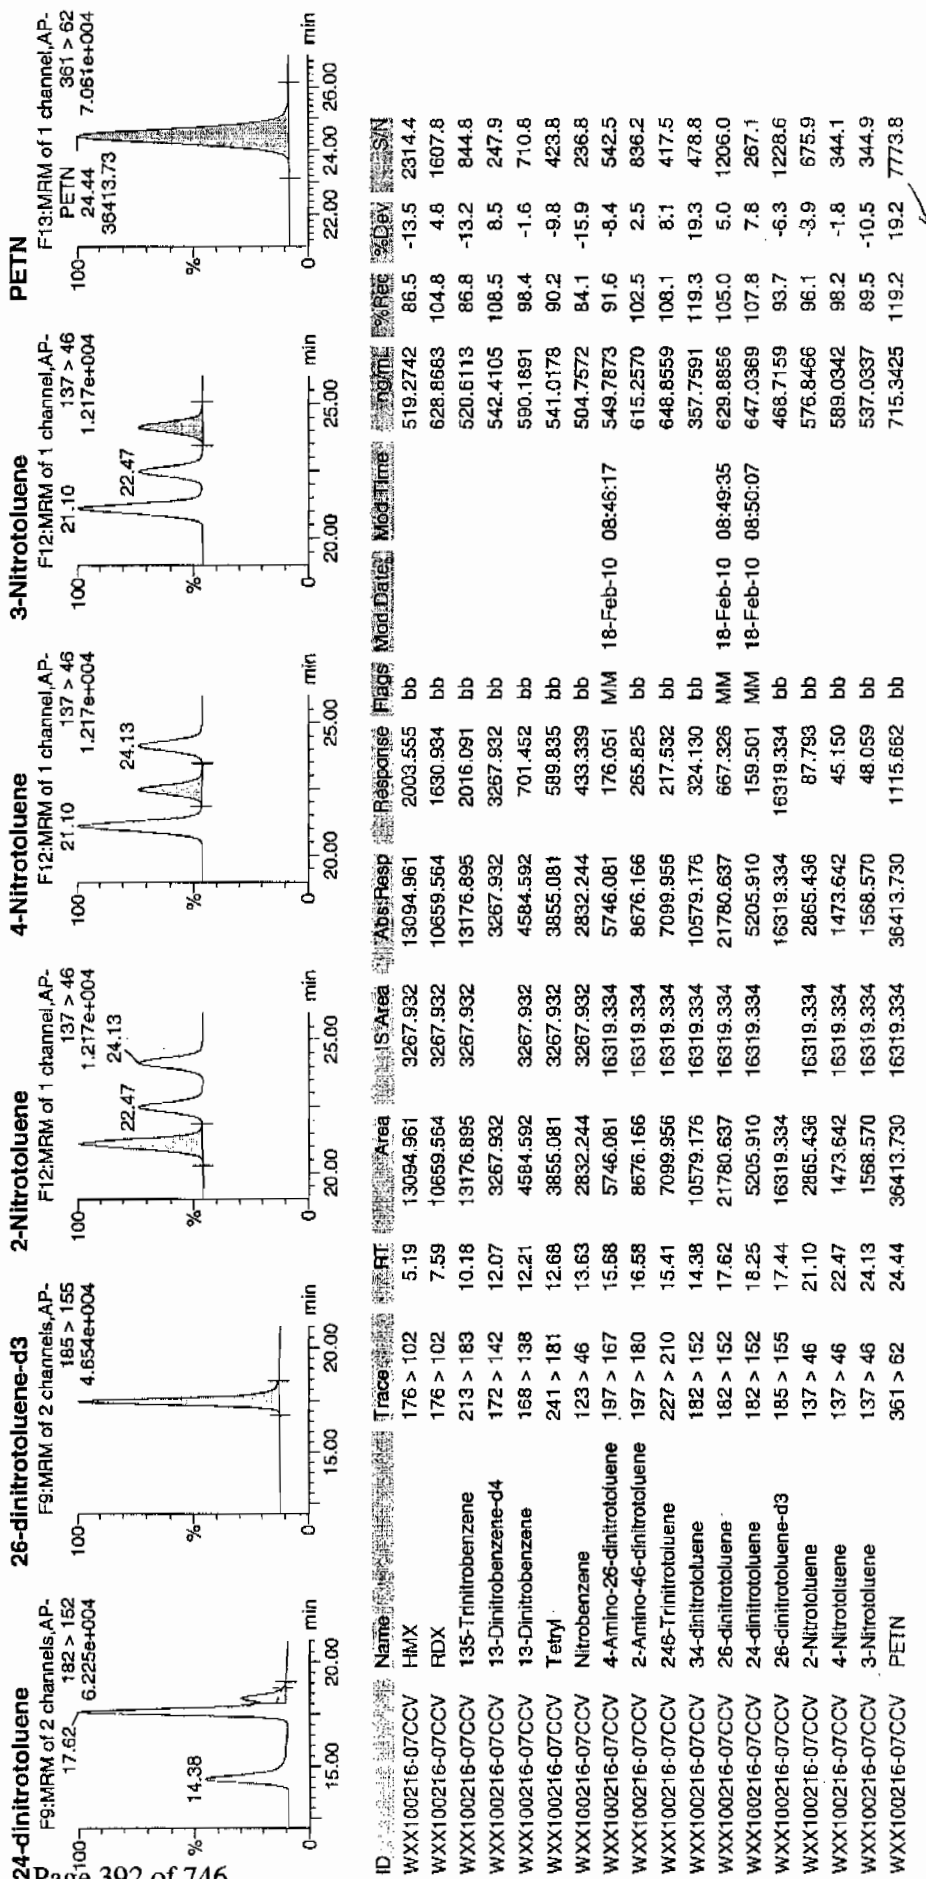 24-dinitrotoluene
F9:MRM of 2 channels,AP-
182 > 152
6.225e+004
17.62
14.38
100
%
0
15.00 20.00 min
26-dinitrotoluene-d3
F9:MRM of 2 channels,AP-
185 > 155
4.654e+004
100
%
0
15.00 20.00 min
2-Nitrotoluene
F12:MRM of 1 channel,AP-
137 > 46
1.217e+004
22.47
24.13
100
%
0
20.00 25.00 min
4-Nitrotoluene
F12:MRM of 1 channel,AP-
21.10
137 > 46
1.217e+004
24.13
100
%
0
20.00 25.00 min
3-Nitrotoluene
F12:MRM of 1 channel,AP-
21.10
137 > 46
1.217e+004
22.47
100
%
0
20.00 25.00 min
PETN
F13:MRM of 1 channel,AP-
PETN
24.44
36413.73
361 > 62
7.061e+004
100
%
0
22.00 24.00 26.00 min
ID Name Trace RT Area IS Area Abs.Resp Response Flags Mod.Date Mod.Time ng/mL %Rec %Dev S/N
WXX100216-07CCV HMX 176 > 102 5.19 13094.961 3267.932 13094.961 2003.555 bb 519.2742 86.5 -13.5 2314.4
WXX100216-07CCV RDX 176 > 102 7.59 10659.564 3267.932 10659.564 1630.934 bb 628.8683 104.8 4.8 1607.8
WXX100216-07CCV 135-Trinitrobenzene 213 > 183 10.18 13176.895 3267.932 13176.895 2016.091 bb 520.6113 86.8 -13.2 844.8
WXX100216-07CCV 13-Dinitrobenzene-d4 172 > 142 12.07 3267.932 3267.932 3267.932 bb 542.4105 108.5 8.5 247.9
WXX100216-07CCV 13-Dinitrobenzene 168 > 138 12.21 4584.592 3267.932 4584.592 701.452 bb 590.1891 98.4 -1.6 710.8
WXX100216-07CCV Tetryl 241 > 181 12.68 3855.081 3267.932 3855.081 589.835 bb 541.0178 90.2 -9.8 423.8
WXX100216-07CCV Nitrobenzene 123 > 46 13.63 2832.244 3267.932 2832.244 433.339 bb 504.7572 84.1 -15.9 236.8
WXX100216-07CCV 4-Amino-26-dinitrotoluene 197 > 167 15.68 5746.081 16319.334 5746.081 176.051 MM 18-Feb-10 08:46:17 549.7873 91.6 -8.4 542.5
WXX100216-07CCV 2-Amino-46-dinitrotoluene 197 > 180 16.58 8676.166 16319.334 8676.166 265.825 bb 615.2570 102.5 2.5 836.2
WXX100216-07CCV 246-Trinitrotoluene 227 > 210 15.41 7099.956 16319.334 7099.956 217.532 bb 648.8559 108.1 8.1 417.5
WXX100216-07CCV 34-dinitrotoluene 182 > 152 14.38 10579.176 16319.334 10579.176 324.130 bb 357.7591 119.3 19.3 478.8
WXX100216-07CCV 26-dinitrotoluene 182 > 152 17.62 21780.637 16319.334 21780.637 667.326 MM 18-Feb-10 08:49:35 629.8856 105.0 5.0 1206.0
WXX100216-07CCV 24-dinitrotoluene 182 > 152 18.25 5205.910 16319.334 5205.910 159.501 MM 18-Feb-10 08:50:07 647.0369 107.8 7.8 267.1
WXX100216-07CCV 26-dinitrotoluene-d3 185 > 155 17.44 16319.334 16319.334 16319.334 bb 468.7159 93.7 -6.3 1228.6
WXX100216-07CCV 2-Nitrotoluene 137 > 46 21.10 2865.436 16319.334 2865.436 87.793 bb 576.8466 96.1 -3.9 675.9
WXX100216-07CCV 4-Nitrotoluene 137 > 46 22.47 1473.642 16319.334 1473.642 45.150 bb 589.0342 98.2 -1.8 344.1
WXX100216-07CCV 3-Nitrotoluene 137 > 46 24.13 1568.570 16319.334 1568.570 48.059 bb 537.0337 89.5 -10.5 344.9
WXX100216-07CCV PETN 361 > 62 24.44 36413.730 16319.334 36413.730 1115.662 bb 715.3425 119.2 19.2 7773.8
Page 392 of 746